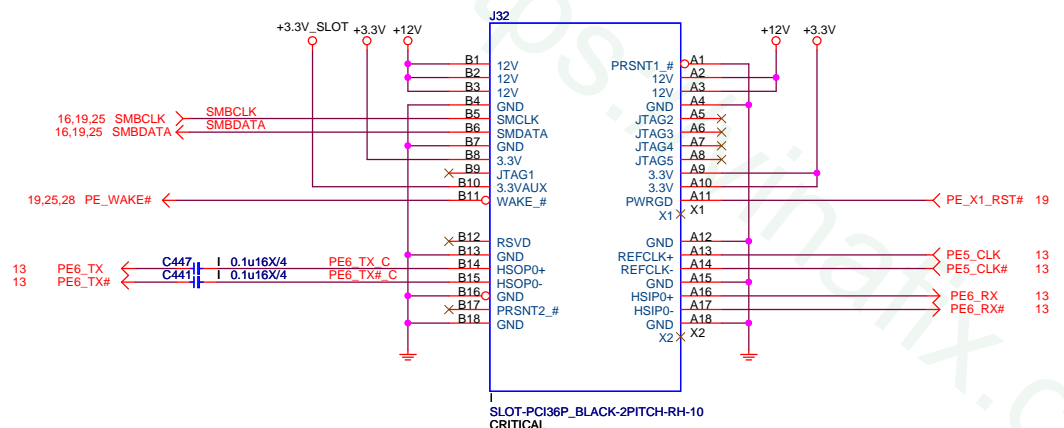 J32
+3.3V_SLOT +3.3V +12V
+12V +3.3V
B1 12V PRSNT1_# A1
B2 12V 12V A2
B3 12V 12V A3
B4 GND GND A4
16,19,25 SMBCLK SMBCLK B5 SMCLK JTAG2 A5
16,19,25 SMBDATA SMBDATA B6 SMDATA JTAG3 A6
B7 GND JTAG4 A7
B8 3.3V JTAG5 A8
B9 JTAG1 3.3V A9
B10 3.3VAUX 3.3V A10
19,25,28 PE_WAKE# B11 WAKE_# PWRGD A11 PE_X1_RST# 19
X1 X1
B12 RSVD GND A12
B13 GND REFCLK+ A13 PE5_CLK 13
13 PE6_TX C447 I 0.1u16X/4 PE6_TX_C B14 HSOP0+ REFCLK- A14 PE5_CLK# 13
13 PE6_TX# C441 I 0.1u16X/4 PE6_TX#_C B15 HSOP0- GND A15
B16 GND HSIP0+ A16 PE6_RX 13
B17 PRSNT2_# HSIP0- A17 PE6_RX# 13
B18 GND GND A18
X2 X2
I
SLOT-PCI36P_BLACK-2PITCH-RH-10
CRITICAL